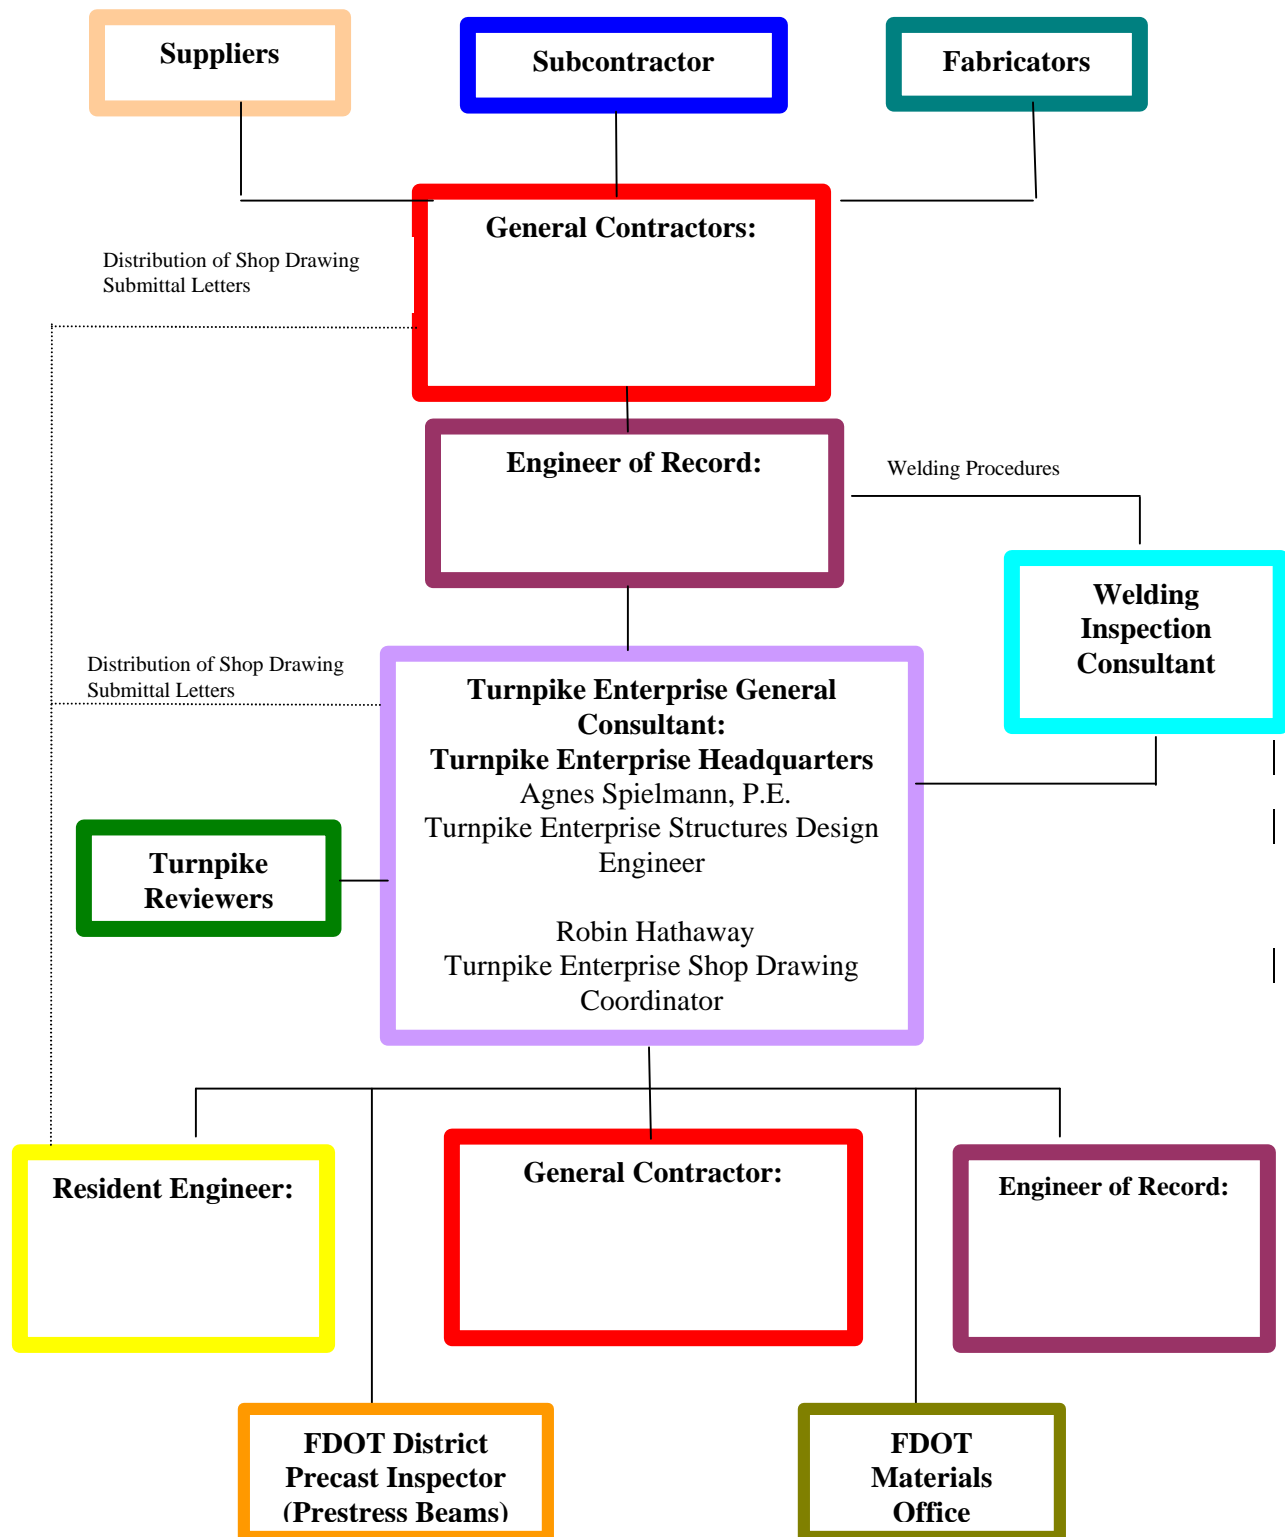 Suppliers
Subcontractor
Fabricators
General Contractors:
Distribution of Shop Drawing
Submittal Letters
Engineer of Record:
Welding Procedures
Welding
Inspection
Consultant
Distribution of Shop Drawing
Submittal Letters
Turnpike Enterprise General
Consultant:
Turnpike Enterprise Headquarters
Agnes Spielmann, P.E.
Turnpike Enterprise Structures Design
Engineer
Turnpike
Reviewers
Robin Hathaway
Turnpike Enterprise Shop Drawing
Coordinator
Resident Engineer:
General Contractor:
Engineer of Record:
FDOT District
Precast Inspector
(Prestress Beams)
FDOT
Materials
Office